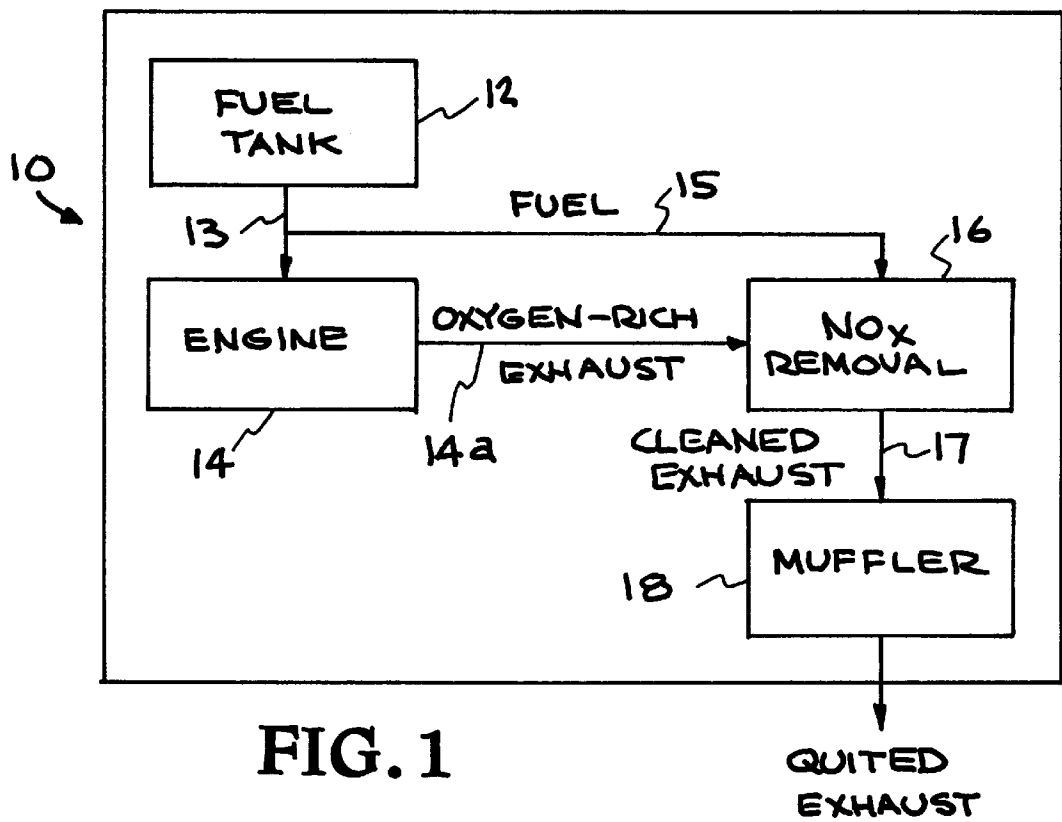 FUEL
TANK
12
10
13
FUEL
15
16
ENGINE
OXYGEN-RICH
EXHAUST
NOX
REMOVAL
14
14a
CLEANED
EXHAUST
17
18
MUFFLER
FIG. 1
QUITED
EXHAUST